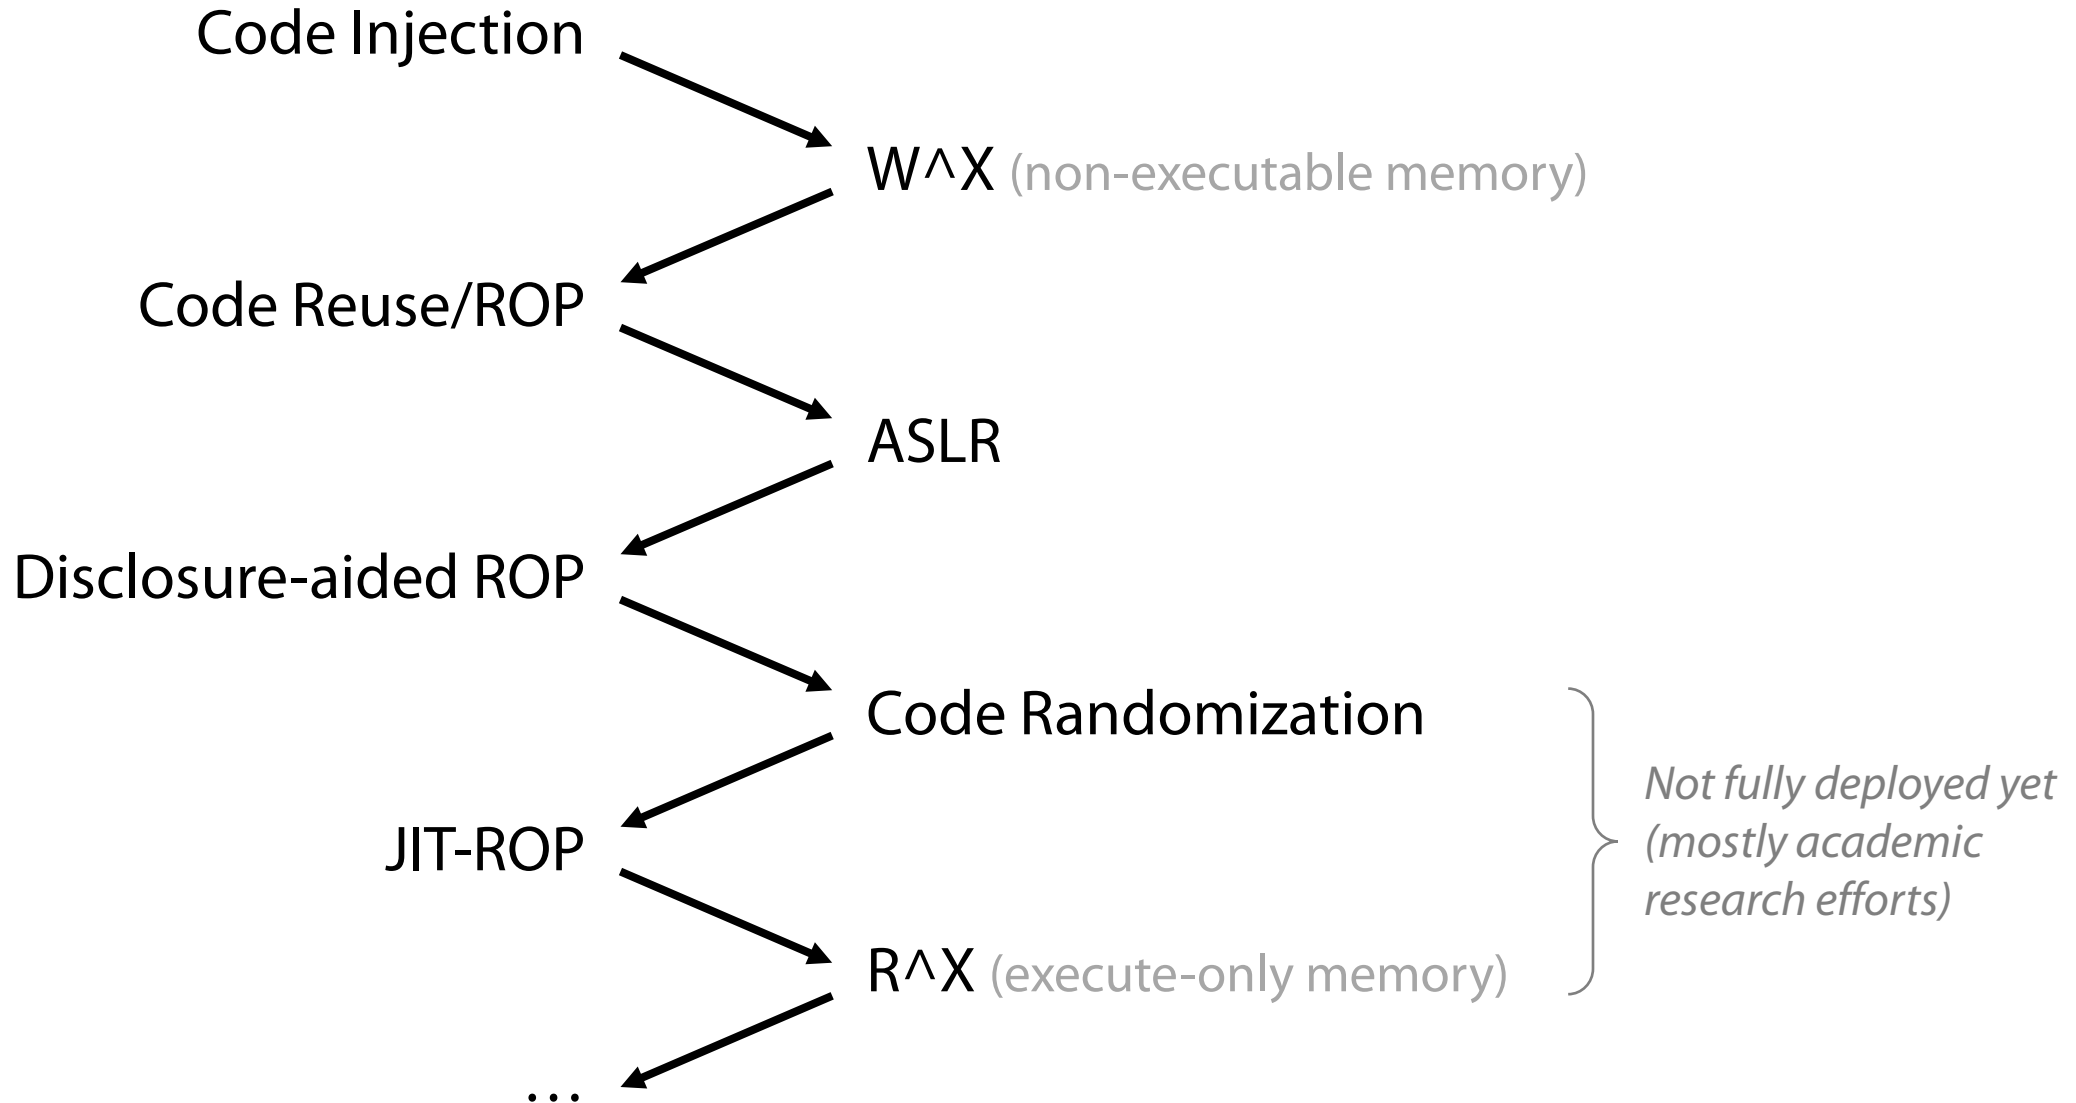 Code Injection
W^X (non-executable memory)
Code Reuse/ROP
ASLR
Disclosure-aided ROP
Code Randomization
Not fully deployed yet
(mostly academic
research efforts)
JIT-ROP
R^X (execute-only memory)
…